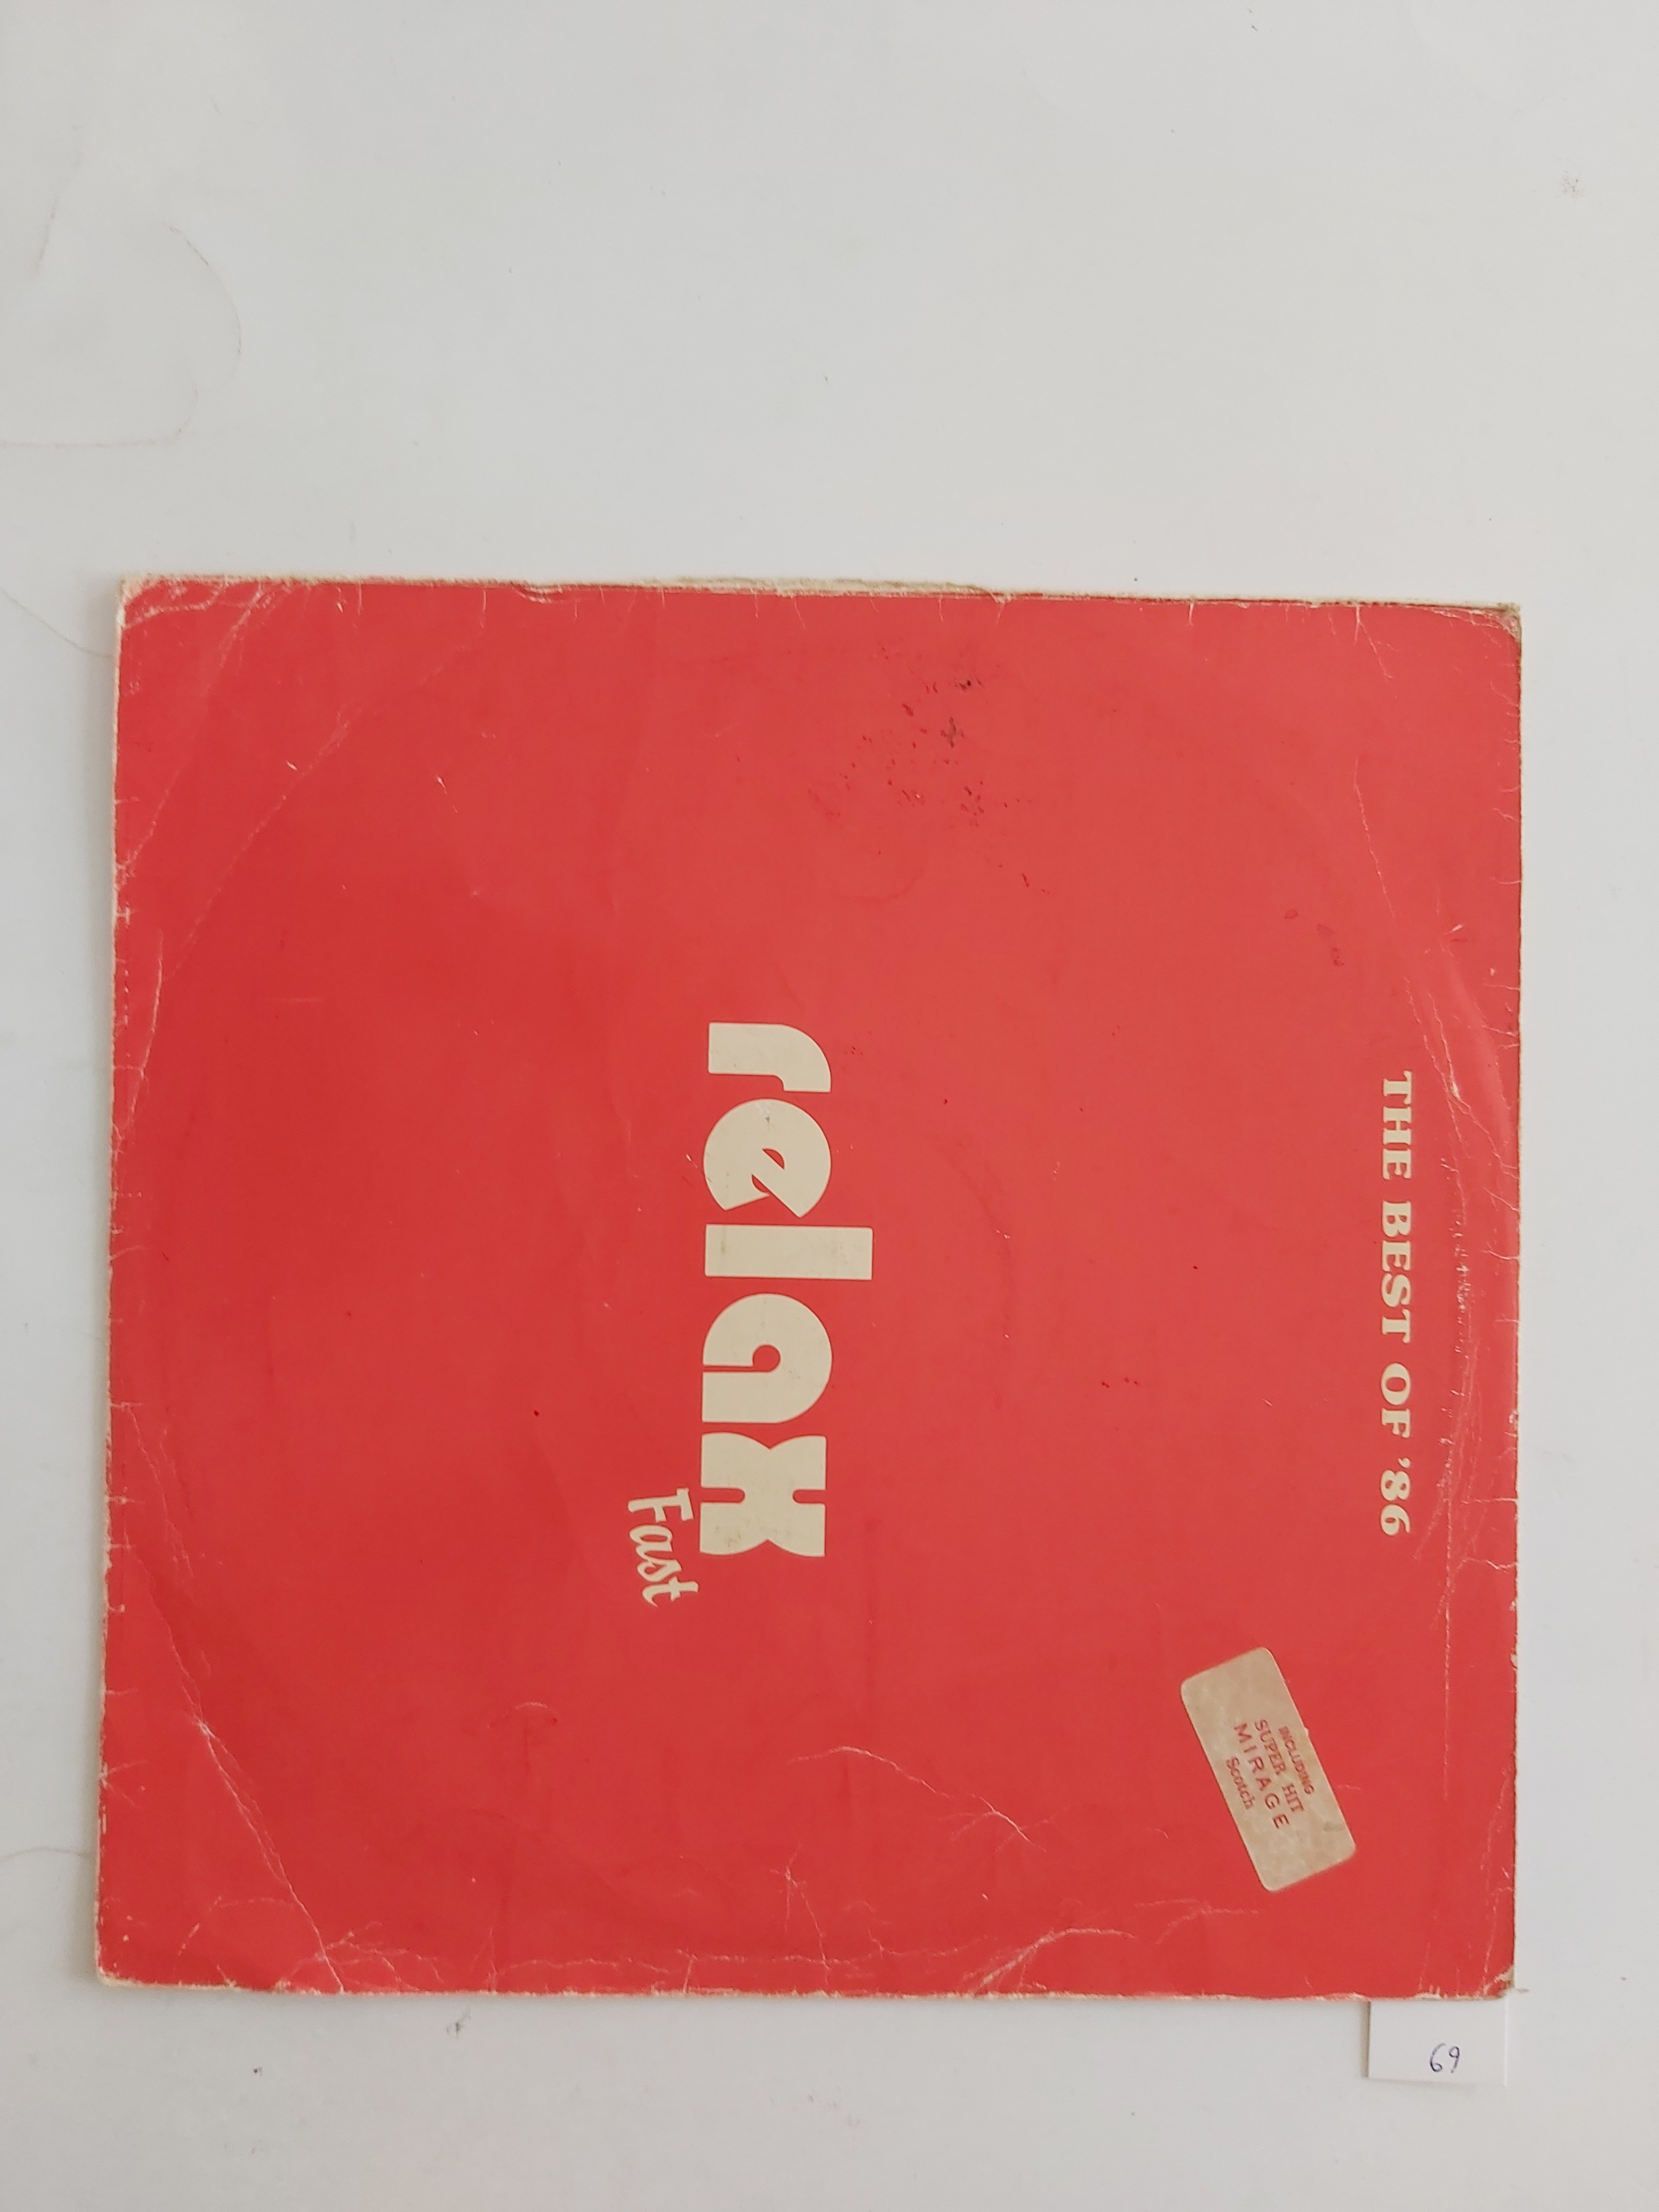 THE BEST OF '86
relax
Fast
INCLUDING
SUPER HIT
MIRAGE
Scotch
69